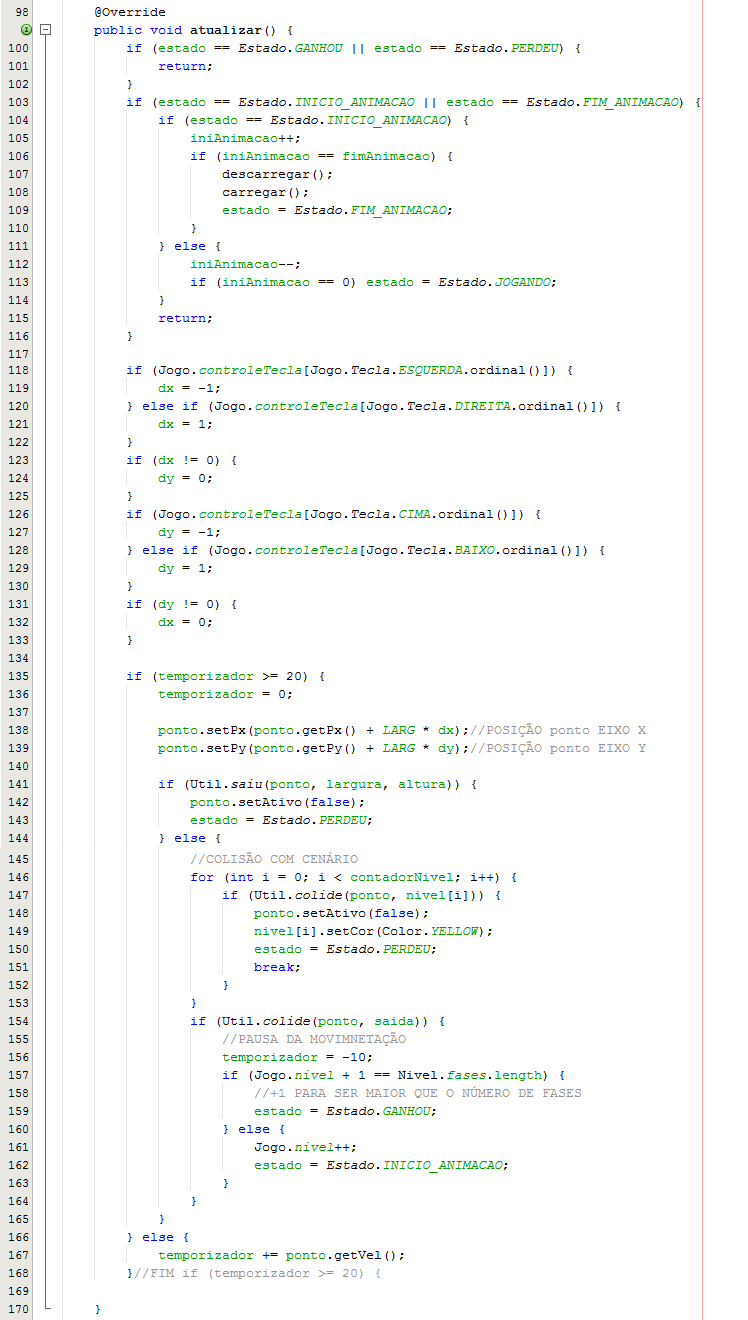 98 @Override
public void atualizar() {
100 if (estado == Estado.GANHOU || estado == Estado.PERDEU) {
101 return;
102 }
103 if (estado == Estado.INICIO_ANIMACAO || estado == Estado.FIM_ANIMACAO) {
104 if (estado == Estado.INICIO_ANIMACAO) {
105 iniAnimacao++;
106 if (iniAnimacao == fimAnimacao) {
107 descarregar();
108 carregar();
109 estado = Estado.FIM_ANIMACAO;
110 }
111 } else {
112 iniAnimacao--;
113 if (iniAnimacao == 0) estado = Estado.JOGANDO;
114 }
115 return;
116 }
117
118 if (Jogo.controleTecla[Jogo.Tecla.ESQUERDA.ordinal()]) {
119 dx = -1;
120 } else if (Jogo.controleTecla[Jogo.Tecla.DIREITA.ordinal()]) {
121 dx = 1;
122 }
123 if (dx != 0) {
124 dy = 0;
125 }
126 if (Jogo.controleTecla[Jogo.Tecla.CIMA.ordinal()]) {
127 dy = -1;
128 } else if (Jogo.controleTecla[Jogo.Tecla.BAIXO.ordinal()]) {
129 dy = 1;
130 }
131 if (dy != 0) {
132 dx = 0;
133 }
134
135 if (temporizador >= 20) {
136 temporizador = 0;
137
138 ponto.setPx(ponto.getPx() + LARG * dx);//POSIÇÃO ponto EIXO X
139 ponto.setPy(ponto.getPy() + LARG * dy);//POSIÇÃO ponto EIXO Y
140
141 if (Util.saiu(ponto, largura, altura)) {
142 ponto.setAtivo(false);
143 estado = Estado.PERDEU;
144 } else {
145 //COLISÃO COM CENÁRIO
146 for (int i = 0; i < contadorNivel; i++) {
147 if (Util.colide(ponto, nivel[i])) {
148 ponto.setAtivo(false);
149 nivel[i].setCor(Color.YELLOW);
150 estado = Estado.PERDEU;
151 break;
152 }
153 }
154 if (Util.colide(ponto, saida)) {
155 //PAUSA DA MOVIMNETAÇÃO
156 temporizador = -10;
157 if (Jogo.nivel + 1 == Nivel.fases.length) {
158 //+1 PARA SER MAIOR QUE O NÚMERO DE FASES
159 estado = Estado.GANHOU;
160 } else {
161 Jogo.nivel++;
162 estado = Estado.INICIO_ANIMACAO;
163 }
164 }
165 }
166 } else {
167 temporizador += ponto.getVel();
168 }//FIM if (temporizador >= 20) {
169
170 }